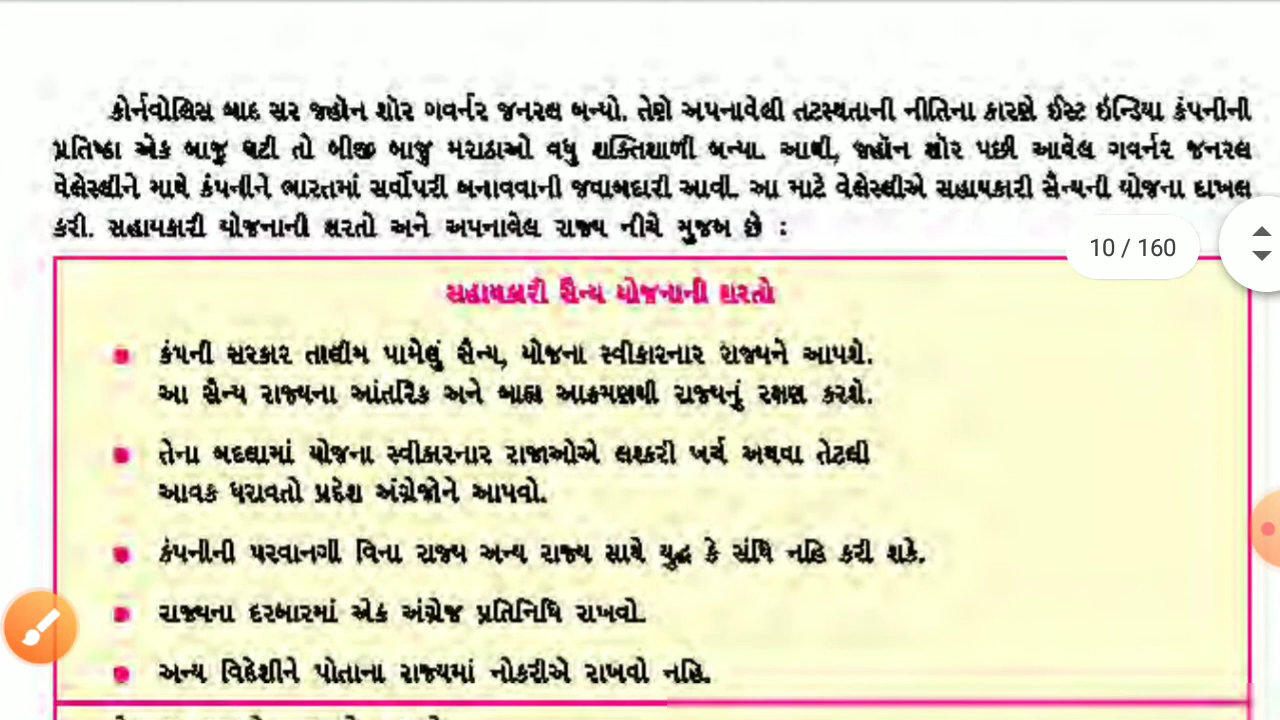 કોર્નવોલિસ બાદ સર જ્હૉન શોર ગવર્નર જનરલ બન્યો. તેણે અપનાવેલી તટસ્થતાની નીતિના કારણે ઈસ્ટ ઇન્ડિયા કંપનીની
પ્રતિષ્ઠા એક બાજુ ઘટી તો બીજી બાજુ મરાઠાઓ વધુ શક્તિશાળી બન્યા. આથી, જ્હૉન શોર પછી આવેલ ગવર્નર જનરલ
વેલેસ્લીને માથે કંપનીને ભારતમાં સર્વોપરી બનાવવાની જવાબદારી આવી. આ માટે વેલેસ્લીએ સહાયકારી સૈન્યની યોજના દાખલ
કરી. સહાયકારી યોજનાની શરતો અને અપનાવેલ રાજ્ય નીચે મુજબ છે :
10 / 160
સહાયકારી સૈન્ય યોજનાની શરતો
કંપની સરકાર તાલીમ પામેલું સૈન્ય, યોજના સ્વીકારનાર રાજ્યને આપશે.
આ સૈન્ય રાજ્યના આંતરિક અને બાહ્ય આક્રમણથી રાજ્યનું રક્ષણ કરશે.
તેના બદલામાં યોજના સ્વીકારનાર રાજાઓએ લશ્કરી ખર્ચ અથવા તેટલી
આવક ધરાવતો પ્રદેશ અંગ્રેજોને આપવો.
કંપનીની પરવાનગી વિના રાજ્ય અન્ય રાજ્ય સાથે યુદ્ધ કે સંધિ નહિ કરી શકે.
રાજ્યના દરબારમાં એક અંગ્રેજ પ્રતિનિધિ રાખવો.
અન્ય વિદેશીને પોતાના રાજ્યમાં નોકરીએ રાખવો નહિ.